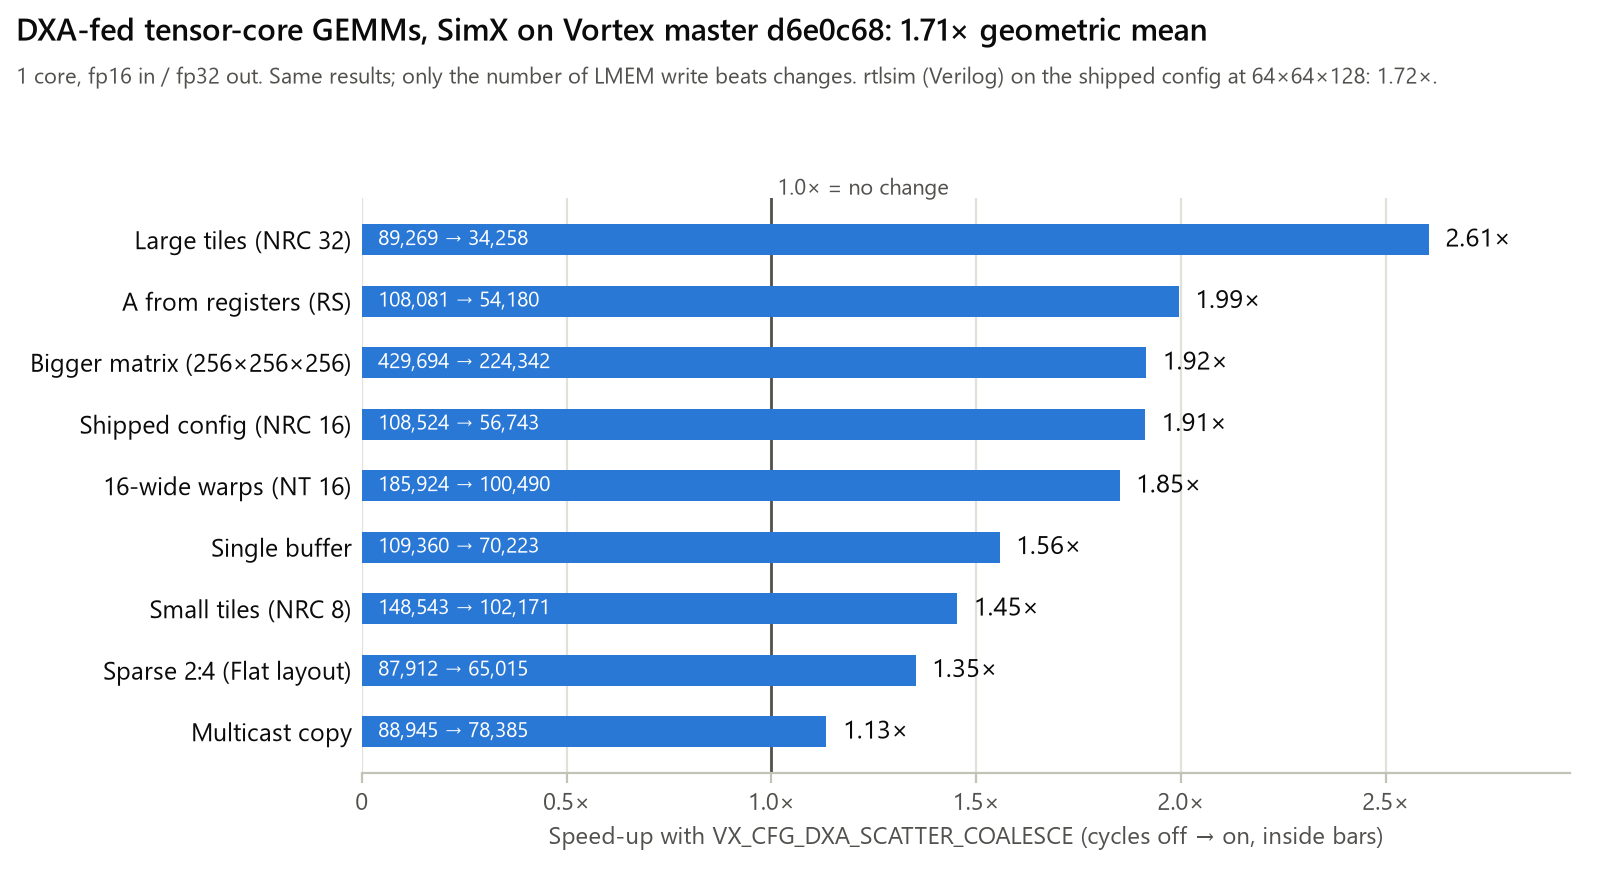 DXA-fed tensor-core GEMMs, SimX on Vortex master d6e0c68: 1.71× geometric mean
1 core, fp16 in / fp32 out. Same results; only the number of LMEM write beats changes. rtlsim (Verilog) on the shipped config at 64×64×128: 1.72×.
1.0× = no change
Large tiles (NRC 32) 89,269 → 34,258 2.61×
A from registers (RS) 108,081 → 54,180 1.99×
Bigger matrix (256×256×256) 429,694 → 224,342 1.92×
Shipped config (NRC 16) 108,524 → 56,743 1.91×
16-wide warps (NT 16) 185,924 → 100,490 1.85×
Single buffer 109,360 → 70,223 1.56×
Small tiles (NRC 8) 148,543 → 102,171 1.45×
Sparse 2:4 (Flat layout) 87,912 → 65,015 1.35×
Multicast copy 88,945 → 78,385 1.13×
0 0.5× 1.0× 1.5× 2.0× 2.5×
Speed-up with VX_CFG_DXA_SCATTER_COALESCE (cycles off → on, inside bars)